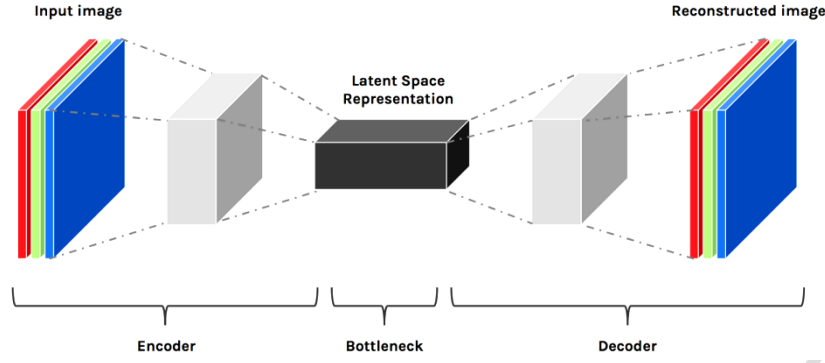 Input image
Reconstructed image
Latent Space
Representation
Encoder
Bottleneck
Decoder